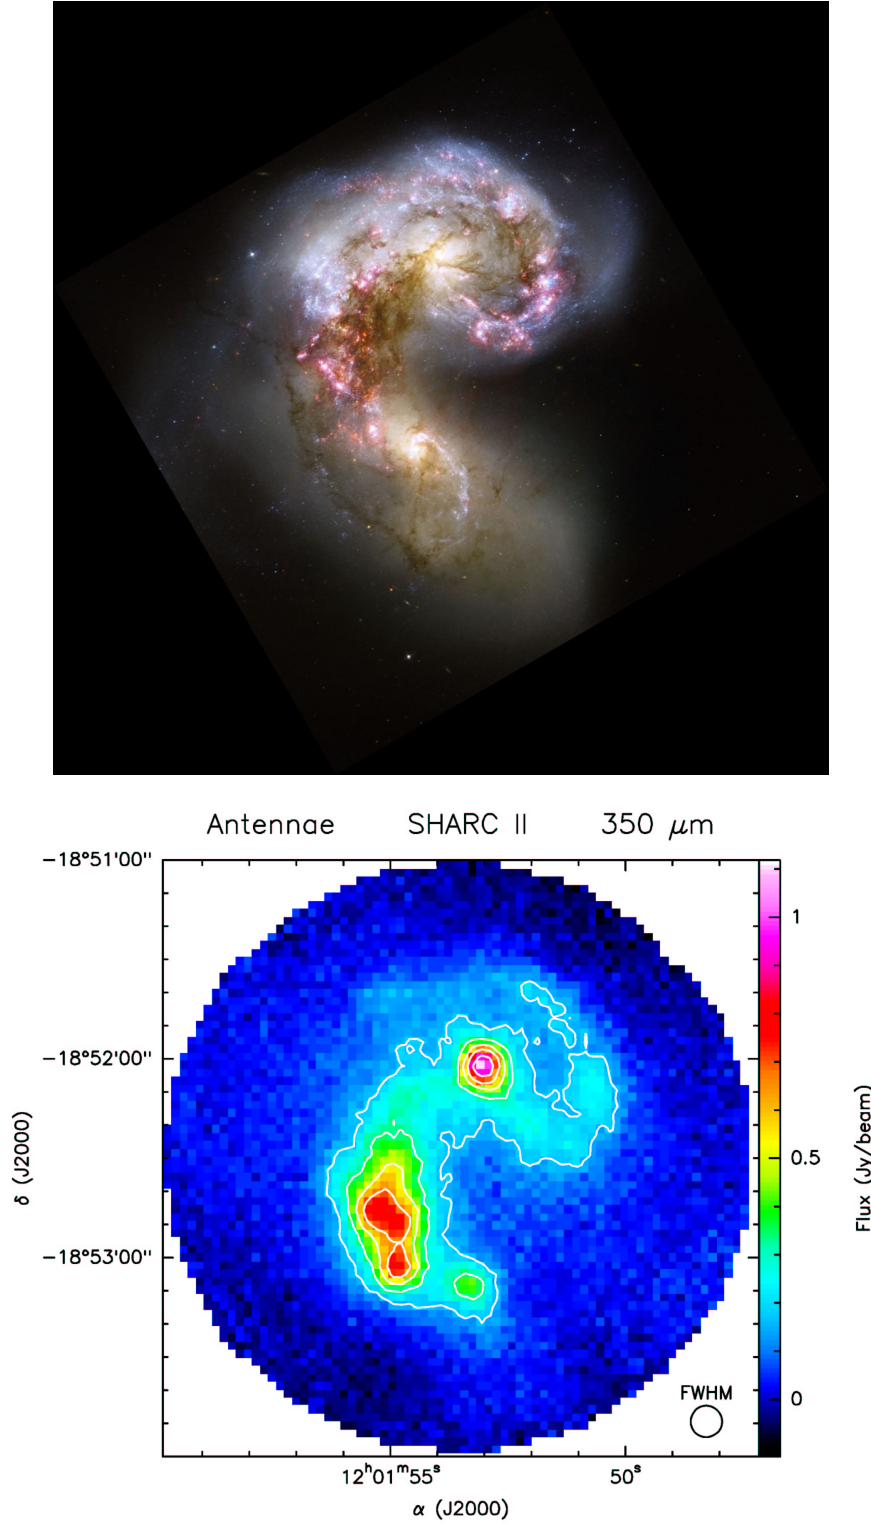 Antennae SHARC II 350 μm
−18°51'00"
−18°52'00"
−18°53'00"
δ (J2000)
1
0.5
0
Flux (Jy/beam)
FWHM
12ʰ01ᵐ55ˢ 50ˢ
α (J2000)